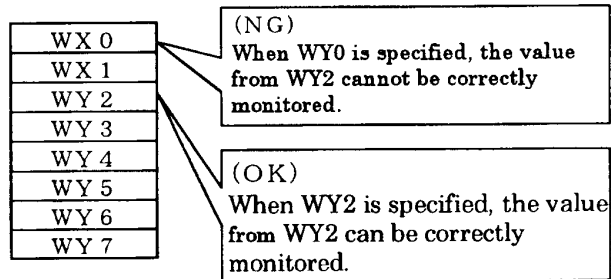 WX 0
WX 1
WY 2
WY 3
WY 4
WY 5
WY 6
WY 7
(NG)
When WY0 is specified, the value
from WY2 cannot be correctly
monitored.
(OK)
When WY2 is specified, the value
from WY2 can be correctly
monitored.